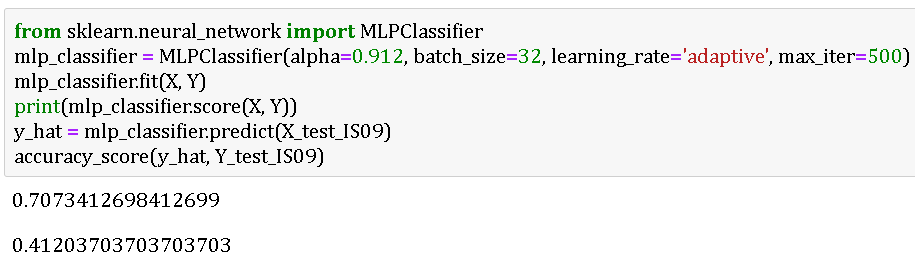 from sklearn.neural_network import MLPClassifier
mlp_classifier = MLPClassifier(alpha=0.912, batch_size=32, learning_rate='adaptive', max_iter=500)
mlp_classifier.fit(X, Y)
print(mlp_classifier.score(X, Y))
y_hat = mlp_classifier.predict(X_test_IS09)
accuracy_score(y_hat, Y_test_IS09)
0.7073412698412699
0.41203703703703703